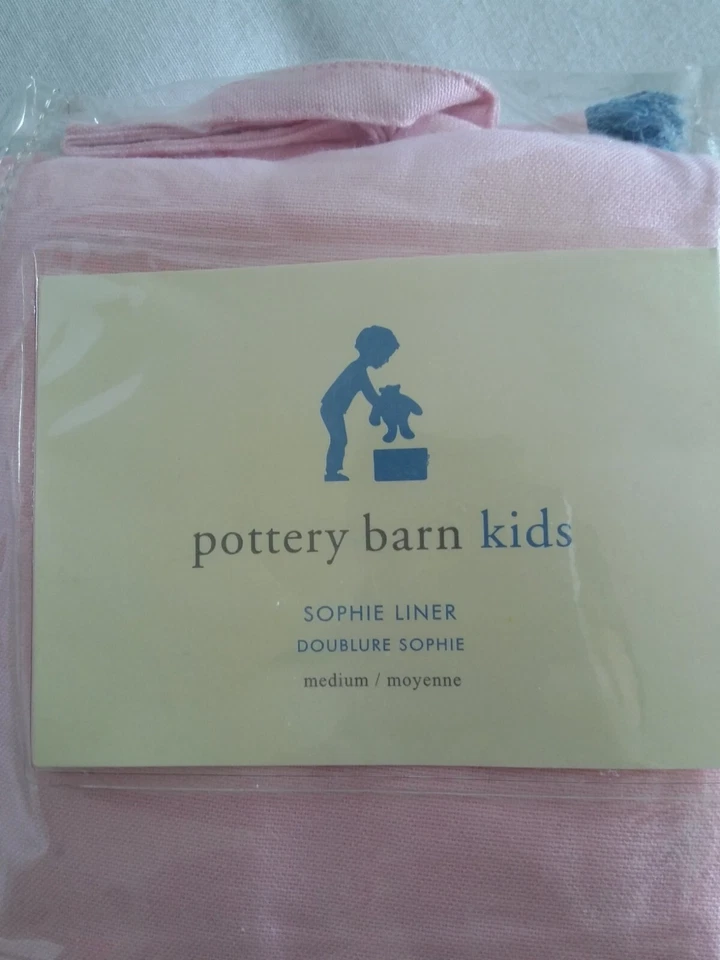 pottery barn kids
SOPHIE LINER
DOUBLURE SOPHIE
medium / moyenne